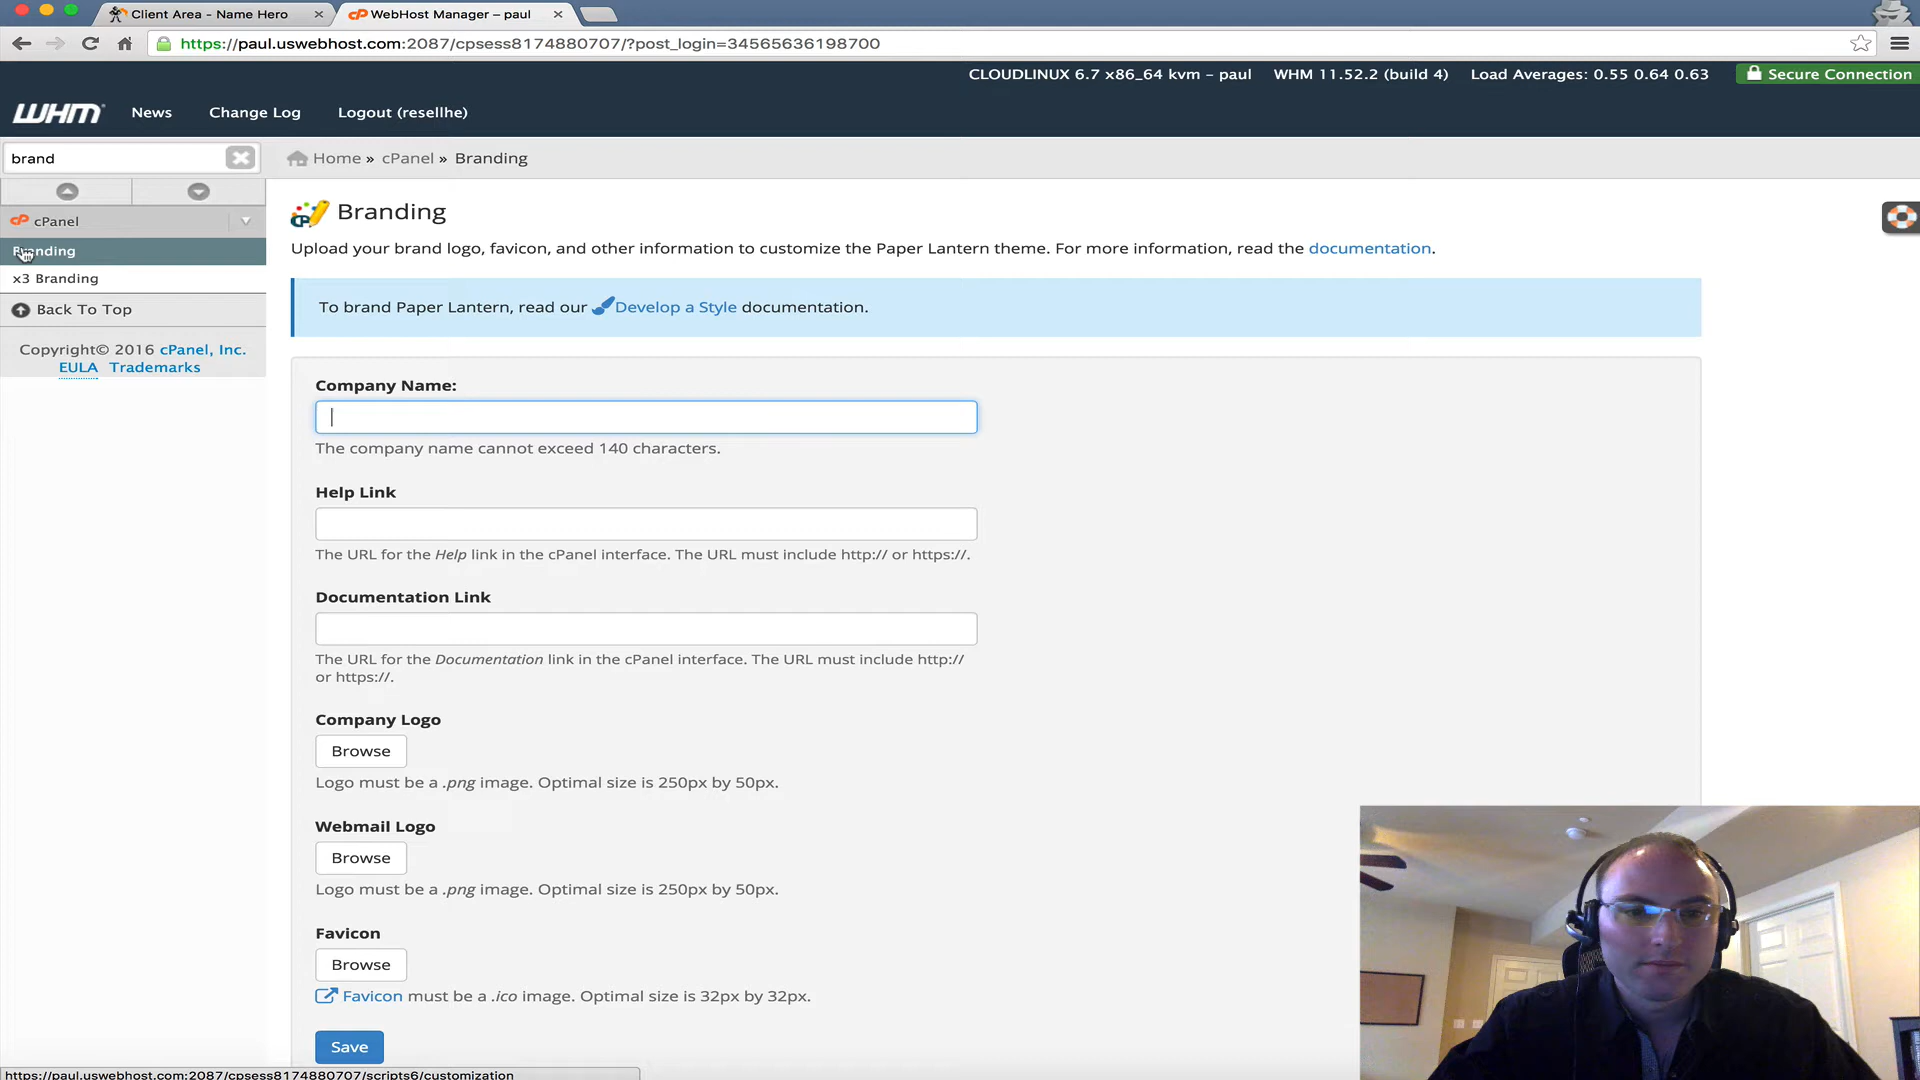 Client Area - Name Hero
WebHost Manager – paul
https://paul.uswebhost.com:2087/cpsess8174880707/?post_login=34565636198700
CLOUDLINUX 6.7 x86_64 kvm – paul WHM 11.52.2 (build 4) Load Averages: 0.55 0.64 0.63 Secure Connection
WHM News Change Log Logout (resellhe)
brand
Home » cPanel » Branding
cPanel
Branding
x3 Branding
Back To Top
Copyright© 2016 cPanel, Inc.
EULA Trademarks
Branding
Upload your brand logo, favicon, and other information to customize the Paper Lantern theme. For more information, read the documentation.
To brand Paper Lantern, read our Develop a Style documentation.
Company Name:
The company name cannot exceed 140 characters.
Help Link
The URL for the Help link in the cPanel interface. The URL must include http:// or https://.
Documentation Link
The URL for the Documentation link in the cPanel interface. The URL must include http://
or https://.
Company Logo
Browse
Logo must be a .png image. Optimal size is 250px by 50px.
Webmail Logo
Browse
Logo must be a .png image. Optimal size is 250px by 50px.
Favicon
Browse
Favicon must be a .ico image. Optimal size is 32px by 32px.
Save
https://paul.uswebhost.com:2087/cpsess8174880707/scripts6/customization